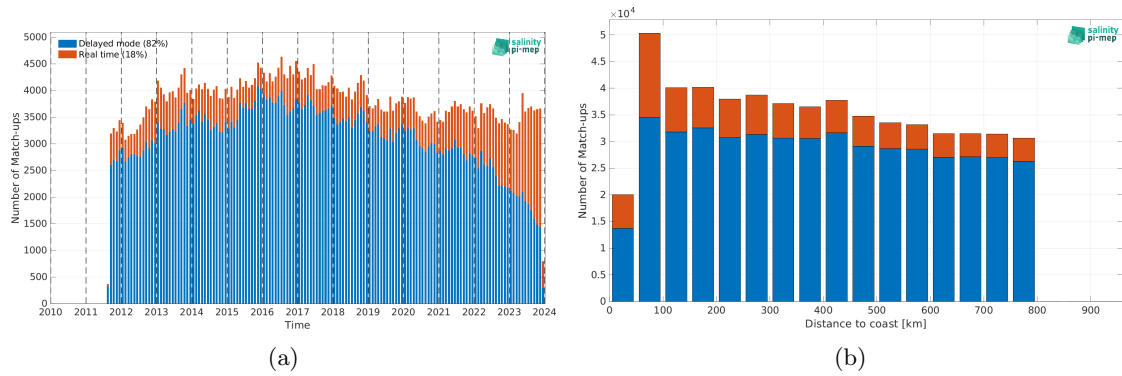 Delayed mode (82%)
Real time (18%)
salinity
pi-mep
5000
4500
4000
3500
3000
2500
2000
1500
1000
500
0
Number of Match-ups
2010 2011 2012 2013 2014 2015 2016 2017 2018 2019 2020 2021 2022 2023 2024
Time
(a)
×10⁴
salinity
pi-mep
5
4.5
4
3.5
3
2.5
2
1.5
1
0.5
0
Number of Match-ups
0 100 200 300 400 500 600 700 800 900
Distance to coast [km]
(b)